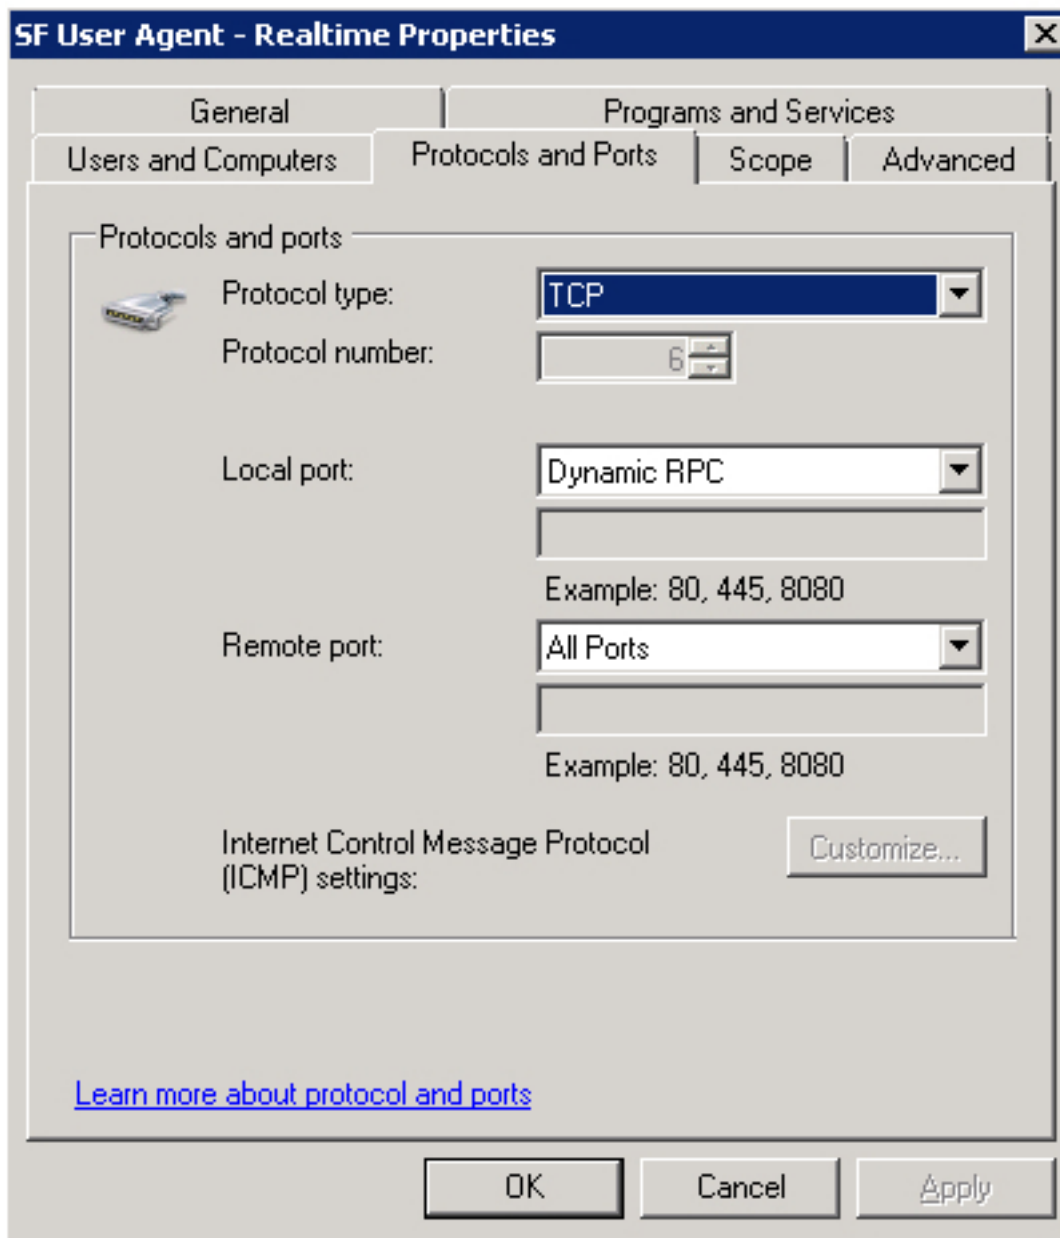 SF User Agent - Realtime Properties
General
Programs and Services
Users and Computers
Protocols and Ports
Scope
Advanced
Protocols and ports
Protocol type:
TCP
Protocol number:
6
Local port:
Dynamic RPC
Example: 80, 445, 8080
Remote port:
All Ports
Example: 80, 445, 8080
Internet Control Message Protocol
(ICMP) settings:
Customize...
Learn more about protocol and ports
OK
Cancel
Apply